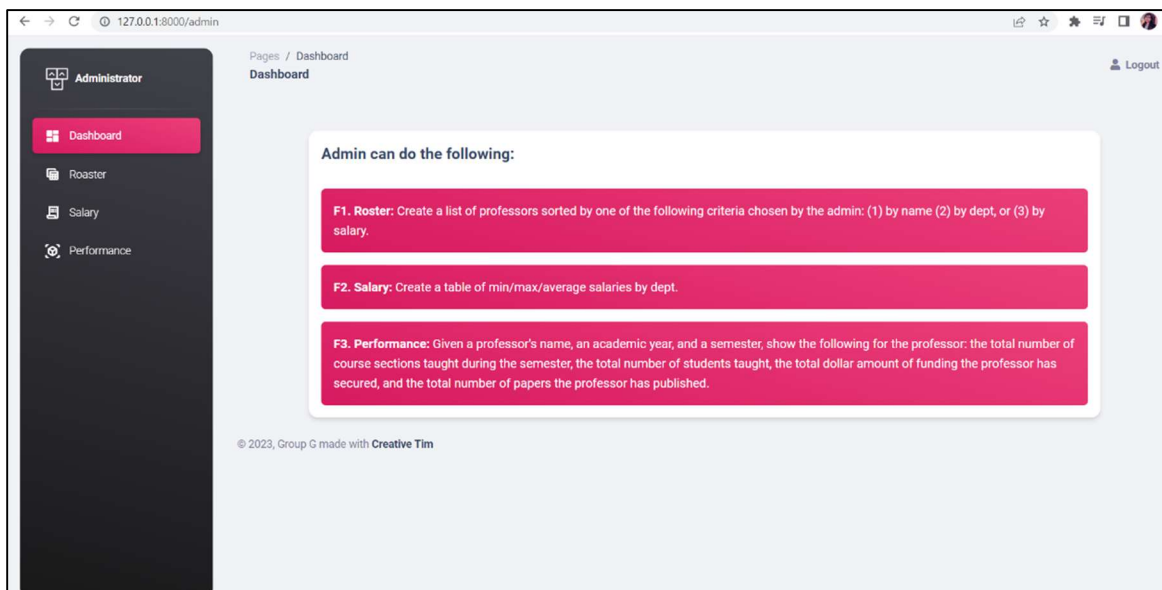 127.0.0.1:8000/admin
Administrator
Dashboard
Roaster
Salary
Performance
Pages / Dashboard
Dashboard
Logout
Admin can do the following:
F1. Roster: Create a list of professors sorted by one of the following criteria chosen by the admin: (1) by name (2) by dept, or (3) by
salary.
F2. Salary: Create a table of min/max/average salaries by dept.
F3. Performance: Given a professor's name, an academic year, and a semester, show the following for the professor: the total number of
course sections taught during the semester, the total number of students taught, the total dollar amount of funding the professor has
secured, and the total number of papers the professor has published.
© 2023, Group G made with Creative Tim